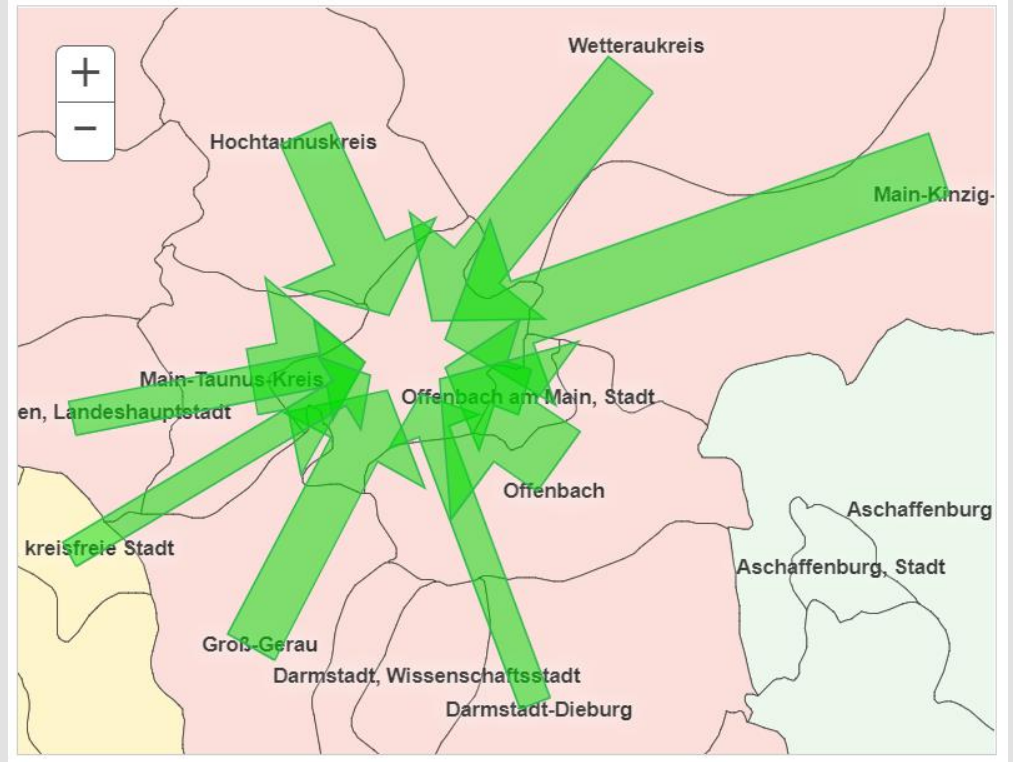 Wetteraukreis
+
Hochtaunuskreis
−
Main-Kinzig-
Main-Taunus-Kreis
Offenbach am Main, Stadt
en, Landeshauptstadt
Offenbach
Aschaffenburg
kreisfreie Stadt
Aschaffenburg, Stadt
Groß-Gerau
Darmstadt, Wissenschaftsstadt
Darmstadt-Dieburg